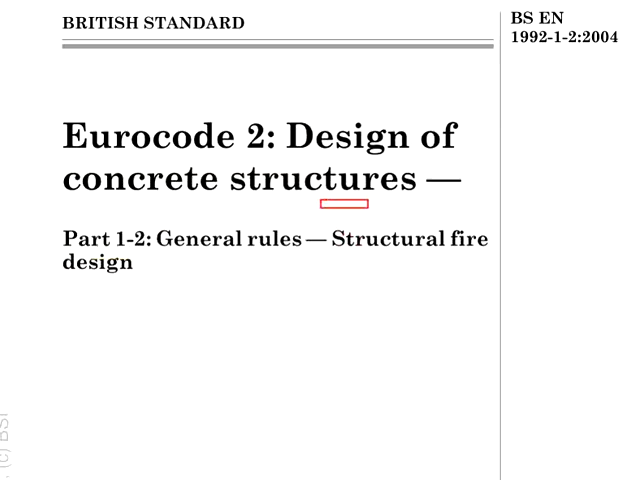 BRITISH STANDARD
BS EN
1992-1-2:2004
Eurocode 2: Design of
concrete structures —
Part 1-2: General rules — Structural fire
design
, (c) BSI